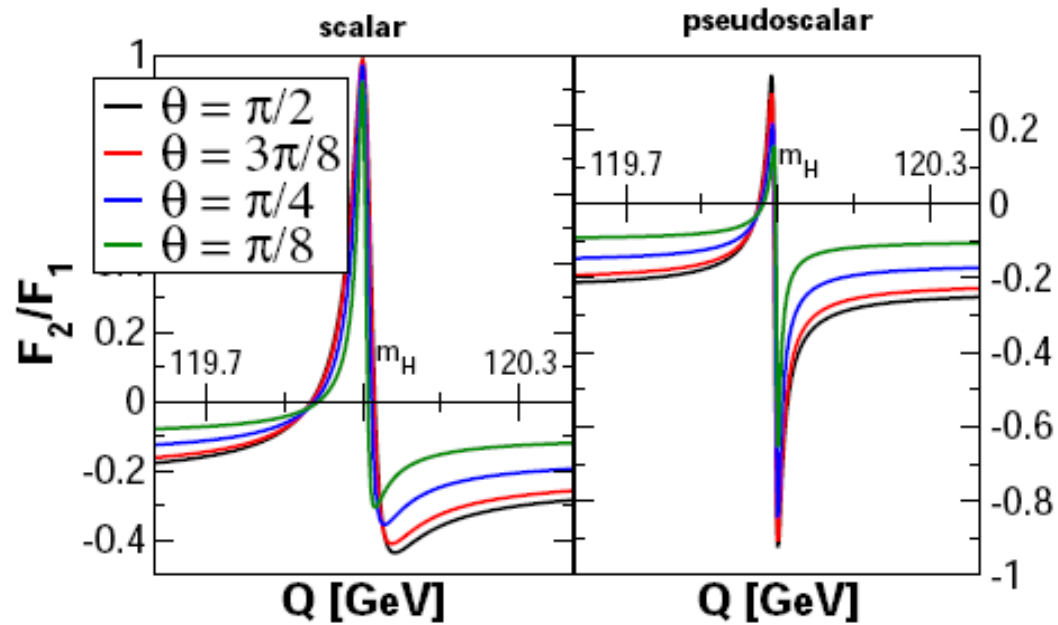 scalar
pseudoscalar
1
θ = π/2
θ = 3π/8
θ = π/4
θ = π/8
F₂/F₁
0.2
0
-0.2
-0.4
119.7
m_H
120.3
119.7
m_H
120.3
0.2
0
-0.2
-0.4
-0.6
-0.8
-1
Q [GeV]
Q [GeV]